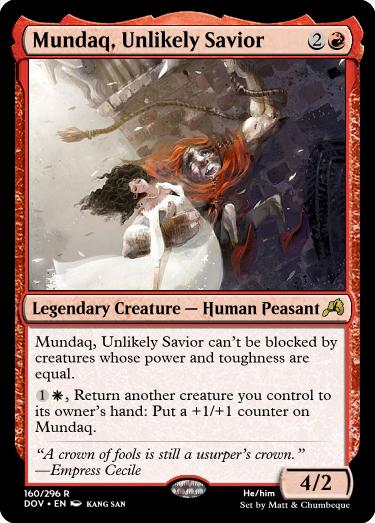 Mundaq, Unlikely Savior 2
Legendary Creature — Human Peasant
Mundaq, Unlikely Savior can't be blocked by
creatures whose power and toughness are
equal.
1, Return another creature you control to
its owner's hand: Put a +1/+1 counter on
Mundaq.
"A crown of fools is still a usurper's crown."
—Empress Cecile
4/2
160/296 R
He/him
DOV • EN KANG SAN
Set by Matt & Chumbeque